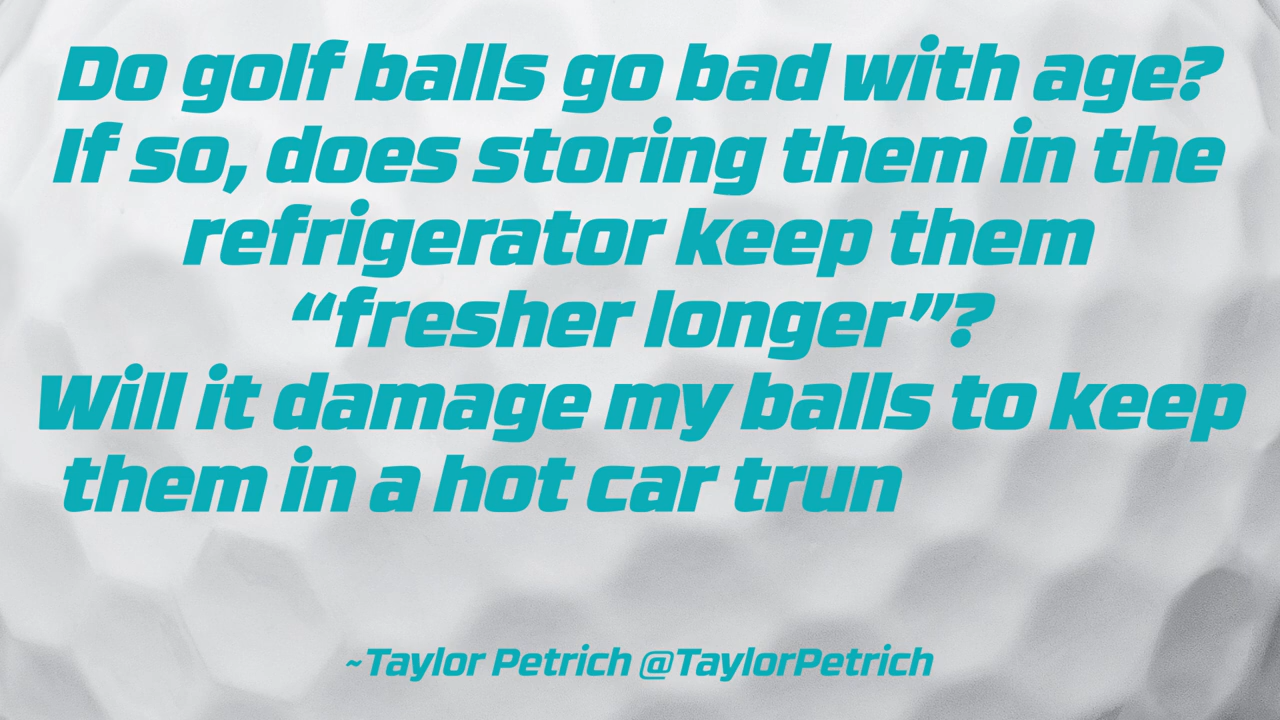 Do golf balls go bad with age?
If so, does storing them in the
refrigerator keep them
“fresher longer”?
Will it damage my balls to keep
them in a hot car trun
~Taylor Petrich @TaylorPetrich